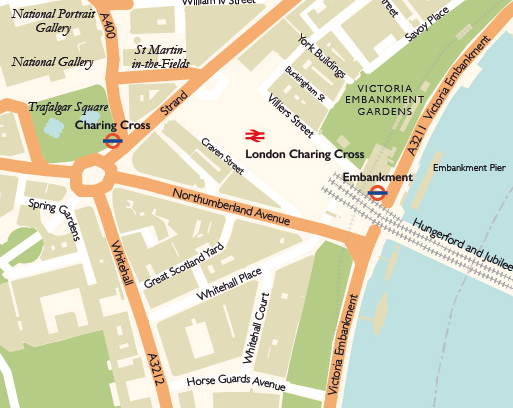 William IV Street
National Portrait
Gallery
A400
Savoy Place
National Gallery
St Martin-
in-the-Fields
York Buildings
Buckingham St
Street
Trafalgar Square
Strand
Charing Cross
Villiers Street
VICTORIA
EMBANKMENT
GARDENS
A3211 Victoria Embankment
Craven Street
London Charing Cross
Embankment
Embankment Pier
Spring Gardens
Northumberland Avenue
Hungerford and Jubilee
Whitehall
Great Scotland Yard
Whitehall Place
Whitehall Court
Victoria Embankment
A3212
Horse Guards Avenue